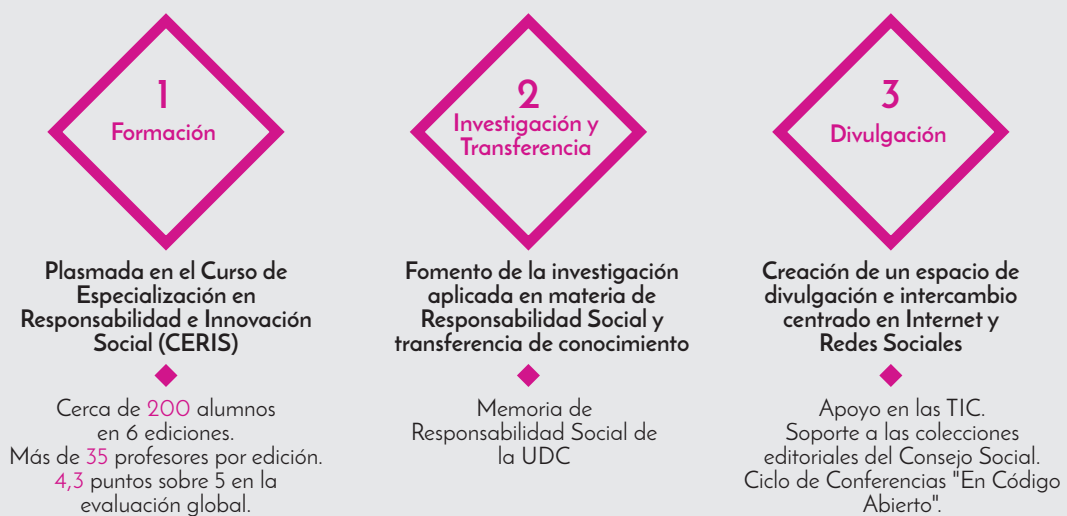 1
Formación
Plasmada en el Curso de
Especialización en
Responsabilidad e Innovación
Social (CERIS)
Cerca de 200 alumnos
en 6 ediciones.
Más de 35 profesores por edición.
4,3 puntos sobre 5 en la
evaluación global.
2
Investigación y
Transferencia
Fomento de la investigación
aplicada en materia de
Responsabilidad Social y
transferencia de conocimiento
Memoria de
Responsabilidad Social de
la UDC
3
Divulgación
Creación de un espacio de
divulgación e intercambio
centrado en Internet y
Redes Sociales
Apoyo en las TIC.
Soporte a las colecciones
editoriales del Consejo Social.
Ciclo de Conferencias "En Código
Abierto".